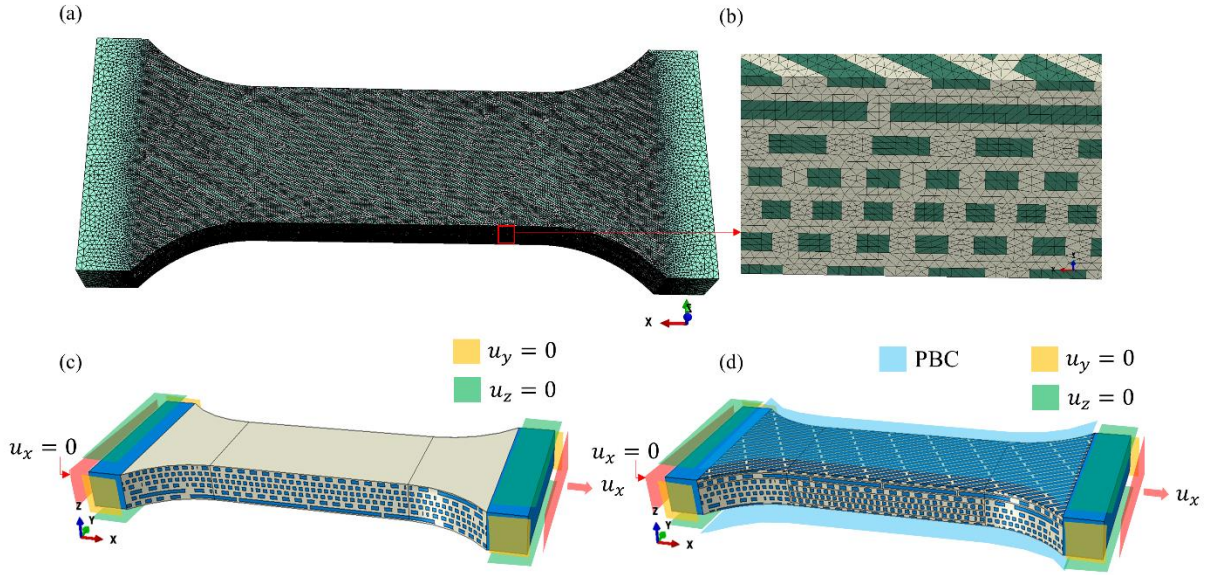 (a)
(b)
X
(c)
u_y = 0
u_z = 0
u_x = 0
u_x
Z
Y
X
(d)
PBC
u_y = 0
u_z = 0
u_x = 0
u_x
Z
Y
X